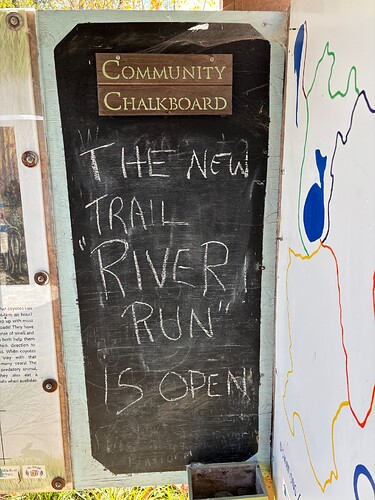 COMMUNITY
CHALKBOARD
THE NEW
TRAIL
"RIVER
RUN"
IS OPEN